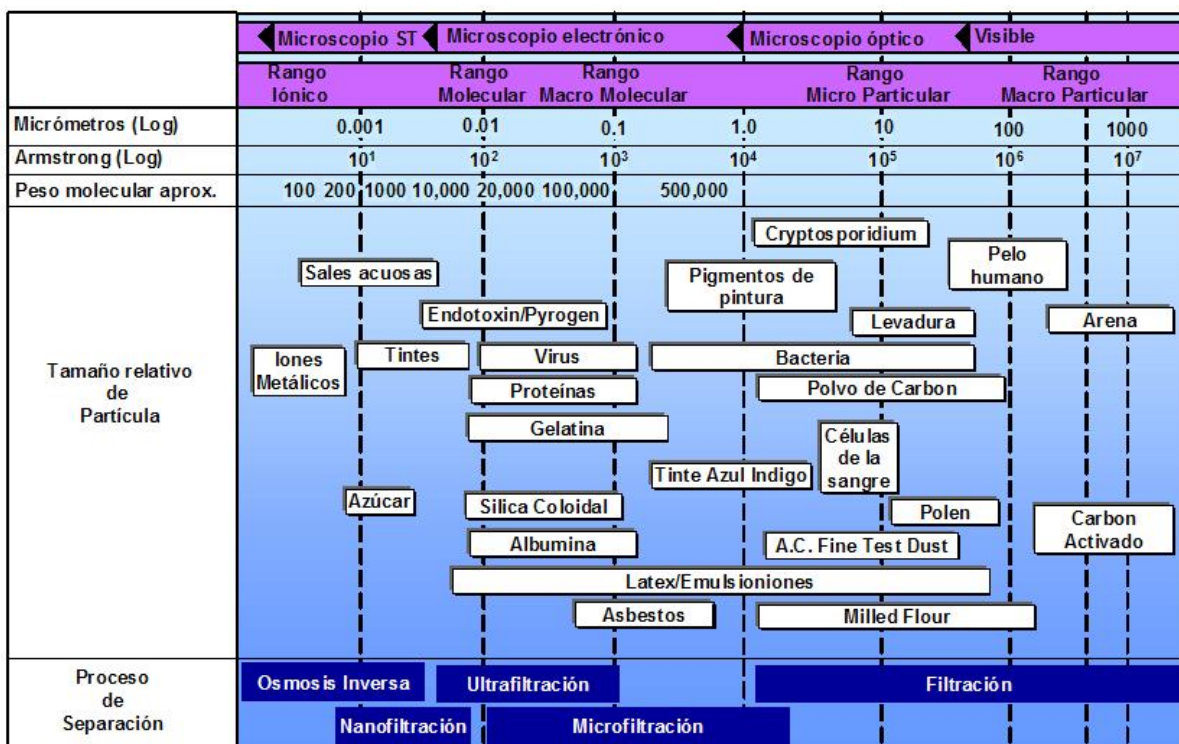 Microscopio ST Microscopio electrónico Microscopio óptico Visible
Rango Iónico
Rango Molecular
Rango Macro Molecular
Rango Micro Particular
Rango Macro Particular
Micrómetros (Log) 0.001 0.01 0.1 1.0 10 100 1000
Armstrong (Log) 10¹ 10² 10³ 10⁴ 10⁵ 10⁶ 10⁷
Peso molecular aprox. 100 200 1000 10,000 20,000 100,000 500,000
Tamaño relativo
de
Partícula
Cryptosporidium
Pelo
humano
Sales acuosas
Pigmentos de
pintura
Endotoxin/Pyrogen
Levadura
Arena
Iones
Metálicos
Tintes
Virus
Bacteria
Proteínas
Polvo de Carbon
Gelatina
Células
de la
sangre
Tinte Azul Indigo
Azúcar
Silica Coloidal
Polen
Carbon
Activado
Albumina
A.C. Fine Test Dust
Latex/Emulsioniones
Asbestos
Milled Flour
Proceso
de
Separación
Osmosis Inversa
Ultrafiltración
Filtración
Nanofiltración
Microfiltración